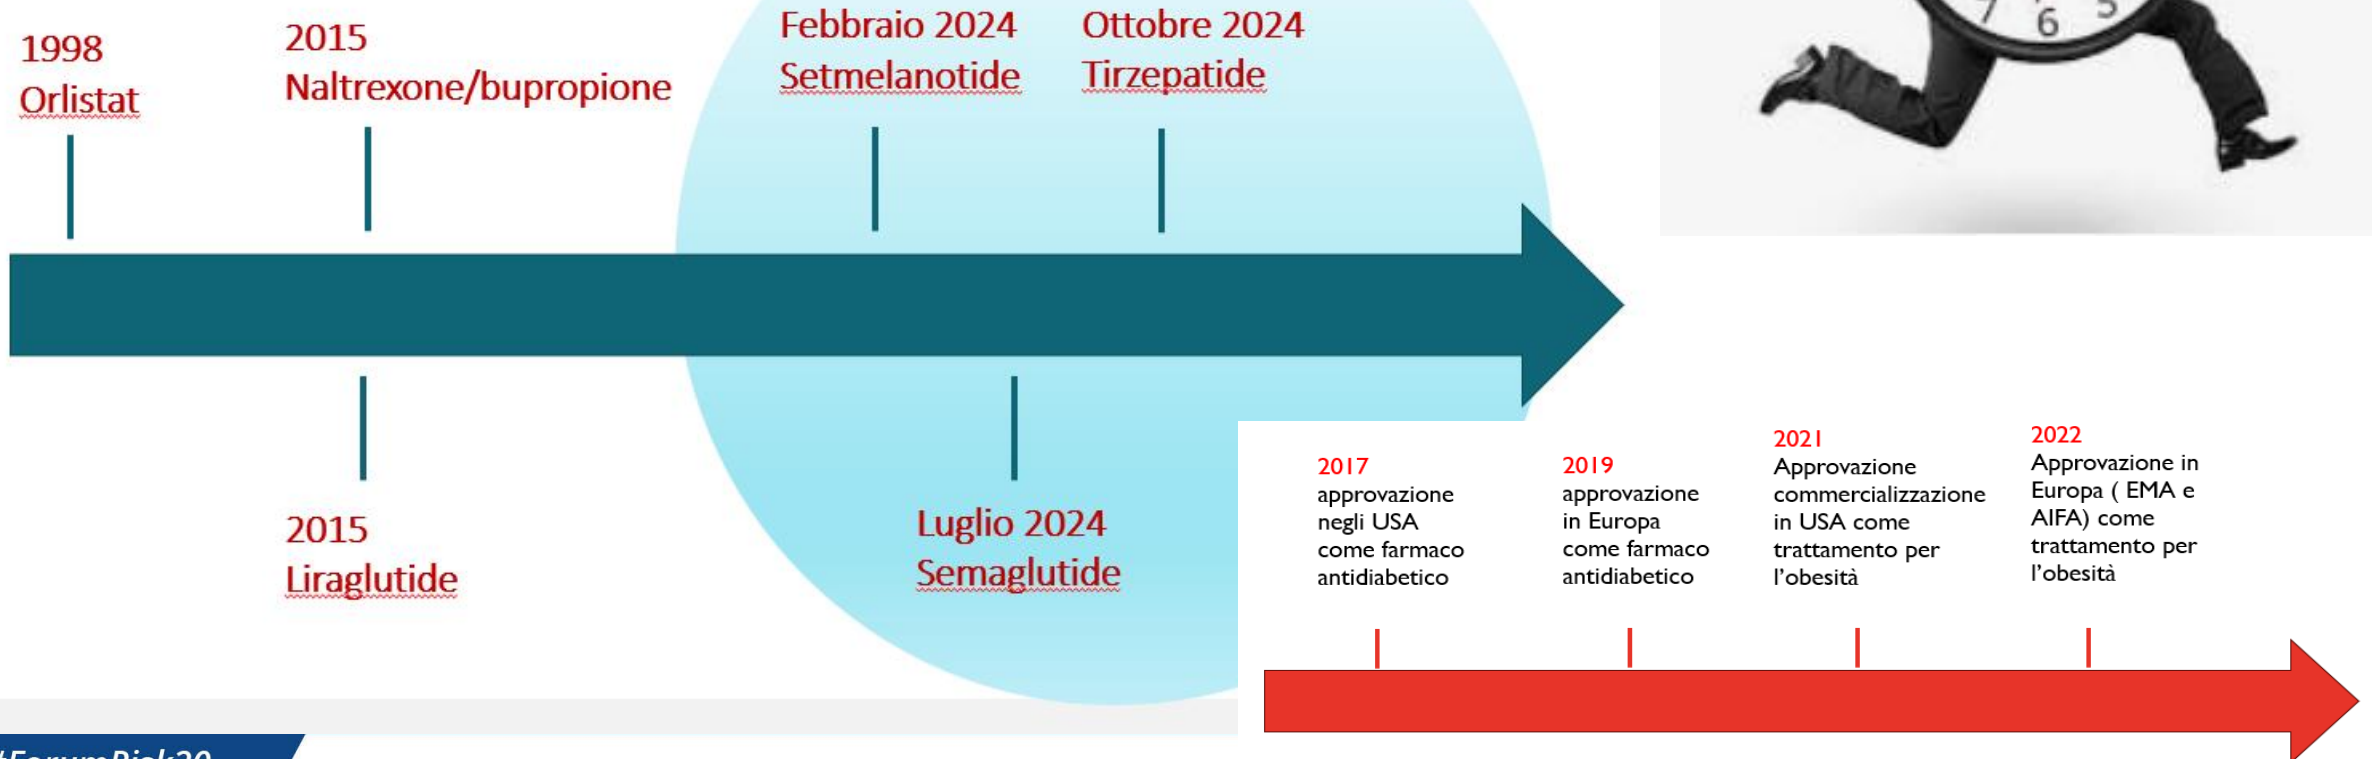 1998
Orlistat
2015
Naltrexone/bupropione
Febbraio 2024
Setmelanotide
Ottobre 2024
Tirzepatide
7
6
5
2015
Liraglutide
Luglio 2024
Semaglutide
2017
approvazione
negli USA
come farmaco
antidiabetico
2019
approvazione
in Europa
come farmaco
antidiabetico
2021
Approvazione
commercializzazione
in USA come
trattamento per
l’obesità
2022
Approvazione in
Europa ( EMA e
AIFA) come
trattamento per
l’obesità